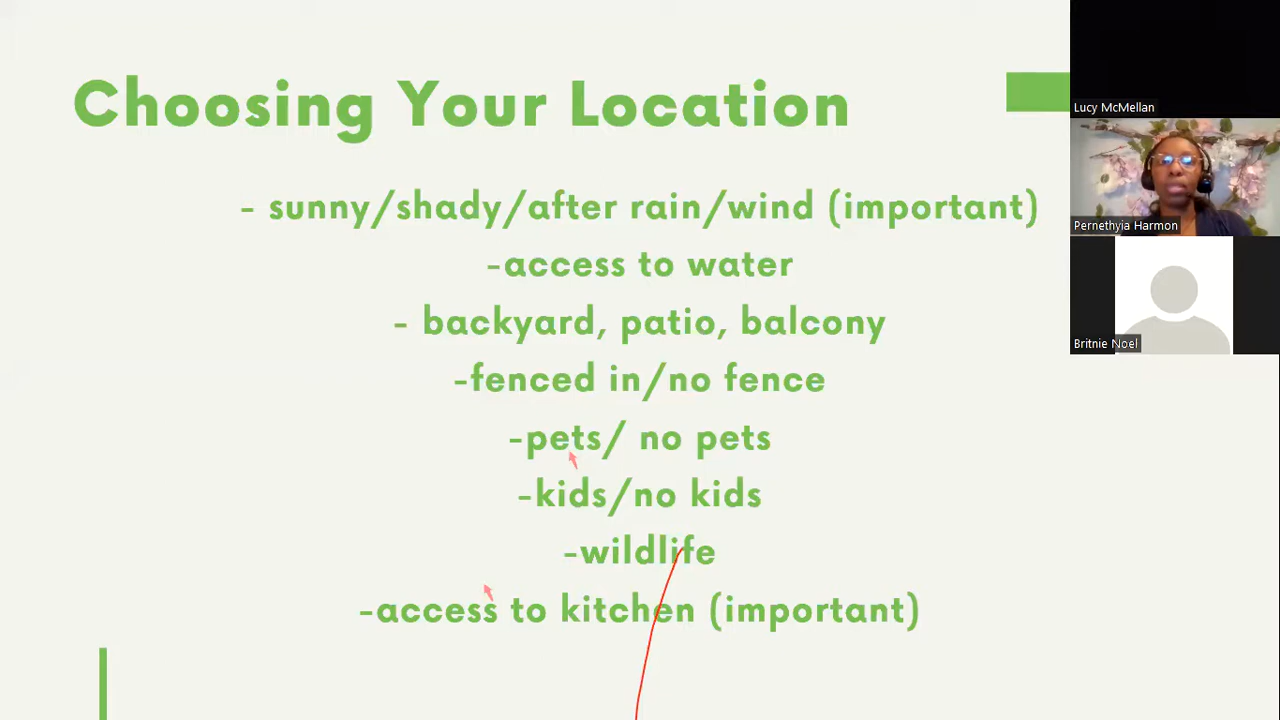 Choosing Your Location
- sunny/shady/after rain/wind (important)
-access to water
- backyard, patio, balcony
-fenced in/no fence
-pets/ no pets
-kids/no kids
-wildlife
-access to kitchen (important)
Lucy McMellan
Pernethyia Harmon
Britnie Noel